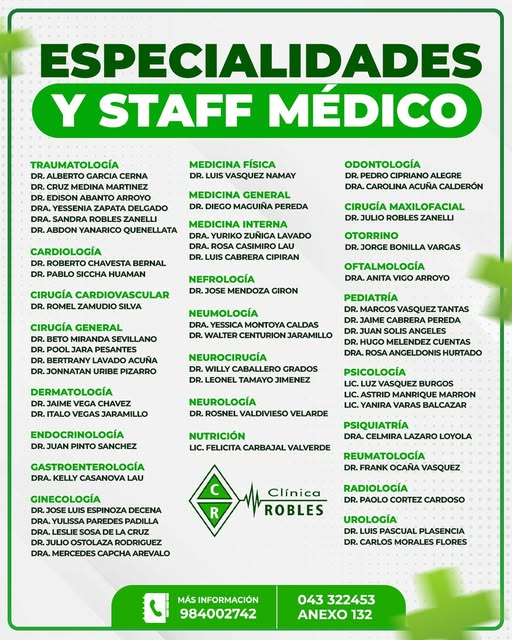 ESPECIALIDADES
Y STAFF MÉDICO
TRAUMATOLOGÍA
DR. ALBERTO GARCIA CERNA
DR. CRUZ MEDINA MARTINEZ
DR. EDISON ABANTO ARROYO
DRA. YESSENIA ZAPATA DELGADO
DRA. SANDRA ROBLES ZANELLI
DR. ABDON YANARICO QUENELLATA
CARDIOLOGÍA
DR. ROBERTO CHAVESTA BERNAL
DR. PABLO SICCHA HUAMAN
CIRUGÍA CARDIOVASCULAR
DR. ROMEL ZAMUDIO SILVA
CIRUGÍA GENERAL
DR. BETO MIRANDA SEVILLANO
DR. POOL JARA PESANTES
DR. BERTRANY LAVADO ACUÑA
DR. JONNATAN URIBE PIZARRO
DERMATOLOGÍA
DR. JAIME VEGA CHAVEZ
DR. ITALO VEGAS JARAMILLO
ENDOCRINOLOGÍA
DR. JUAN PINTO SANCHEZ
GASTROENTEROLOGÍA
DRA. KELLY CASANOVA LAU
GINECOLOGÍA
DR. JOSE LUIS ESPINOZA DECENA
DRA. YULISSA PAREDES PADILLA
DRA. LESLIE SOSA DE LA CRUZ
DR. JULIO OSTOLAZA RODRIGUEZ
DRA. MERCEDES CAPCHA AREVALO
MEDICINA FÍSICA
DR. LUIS VASQUEZ NAMAY
MEDICINA GENERAL
DR. DIEGO MAGUIÑA PEREDA
MEDICINA INTERNA
DRA. YURIKO ZUÑIGA LAVADO
DRA. ROSA CASIMIRO LAU
DR. LUIS CABRERA CIPIRAN
NEFROLOGÍA
DR. JOSE MENDOZA GIRON
NEUMOLOGÍA
DRA. YESSICA MONTOYA CALDAS
DR. WALTER CENTURION JARAMILLO
NEUROCIRUGÍA
DR. WILLY CABALLERO GRADOS
DR. LEONEL TAMAYO JIMENEZ
NEUROLOGÍA
DR. ROSNEL VALDIVIESO VELARDE
NUTRICIÓN
LIC. FELICITA CARBAJAL VALVERDE
C
R
Clínica
ROBLES
ODONTOLOGÍA
DR. PEDRO CIPRIANO ALEGRE
DRA. CAROLINA ACUÑA CALDERÓN
CIRUGÍA MAXILOFACIAL
DR. JULIO ROBLES ZANELLI
OTORRINO
DR. JORGE BONILLA VARGAS
OFTALMOLOGÍA
DRA. ANITA VIGO ARROYO
PEDIATRÍA
DR. MARCOS VASQUEZ TANTAS
DR. JAIME CABRERA PEREDA
DR. JUAN SOLIS ANGELES
DR. HUGO MELENDEZ CUENTAS
DRA. ROSA ANGELDONIS HURTADO
PSICOLOGÍA
LIC. LUZ VASQUEZ BURGOS
LIC. ASTRID MANRIQUE MARRON
LIC. YANIRA VARAS BALCAZAR
PSIQUIATRÍA
DRA. CELMIRA LAZARO LOYOLA
REUMATOLOGÍA
DR. FRANK OCAÑA VASQUEZ
RADIOLOGÍA
DR. PAOLO CORTEZ CARDOSO
UROLOGÍA
DR. LUIS PASCUAL PLASENCIA
DR. CARLOS MORALES FLORES
MÁS INFORMACIÓN
984002742
043 322453
ANEXO 132